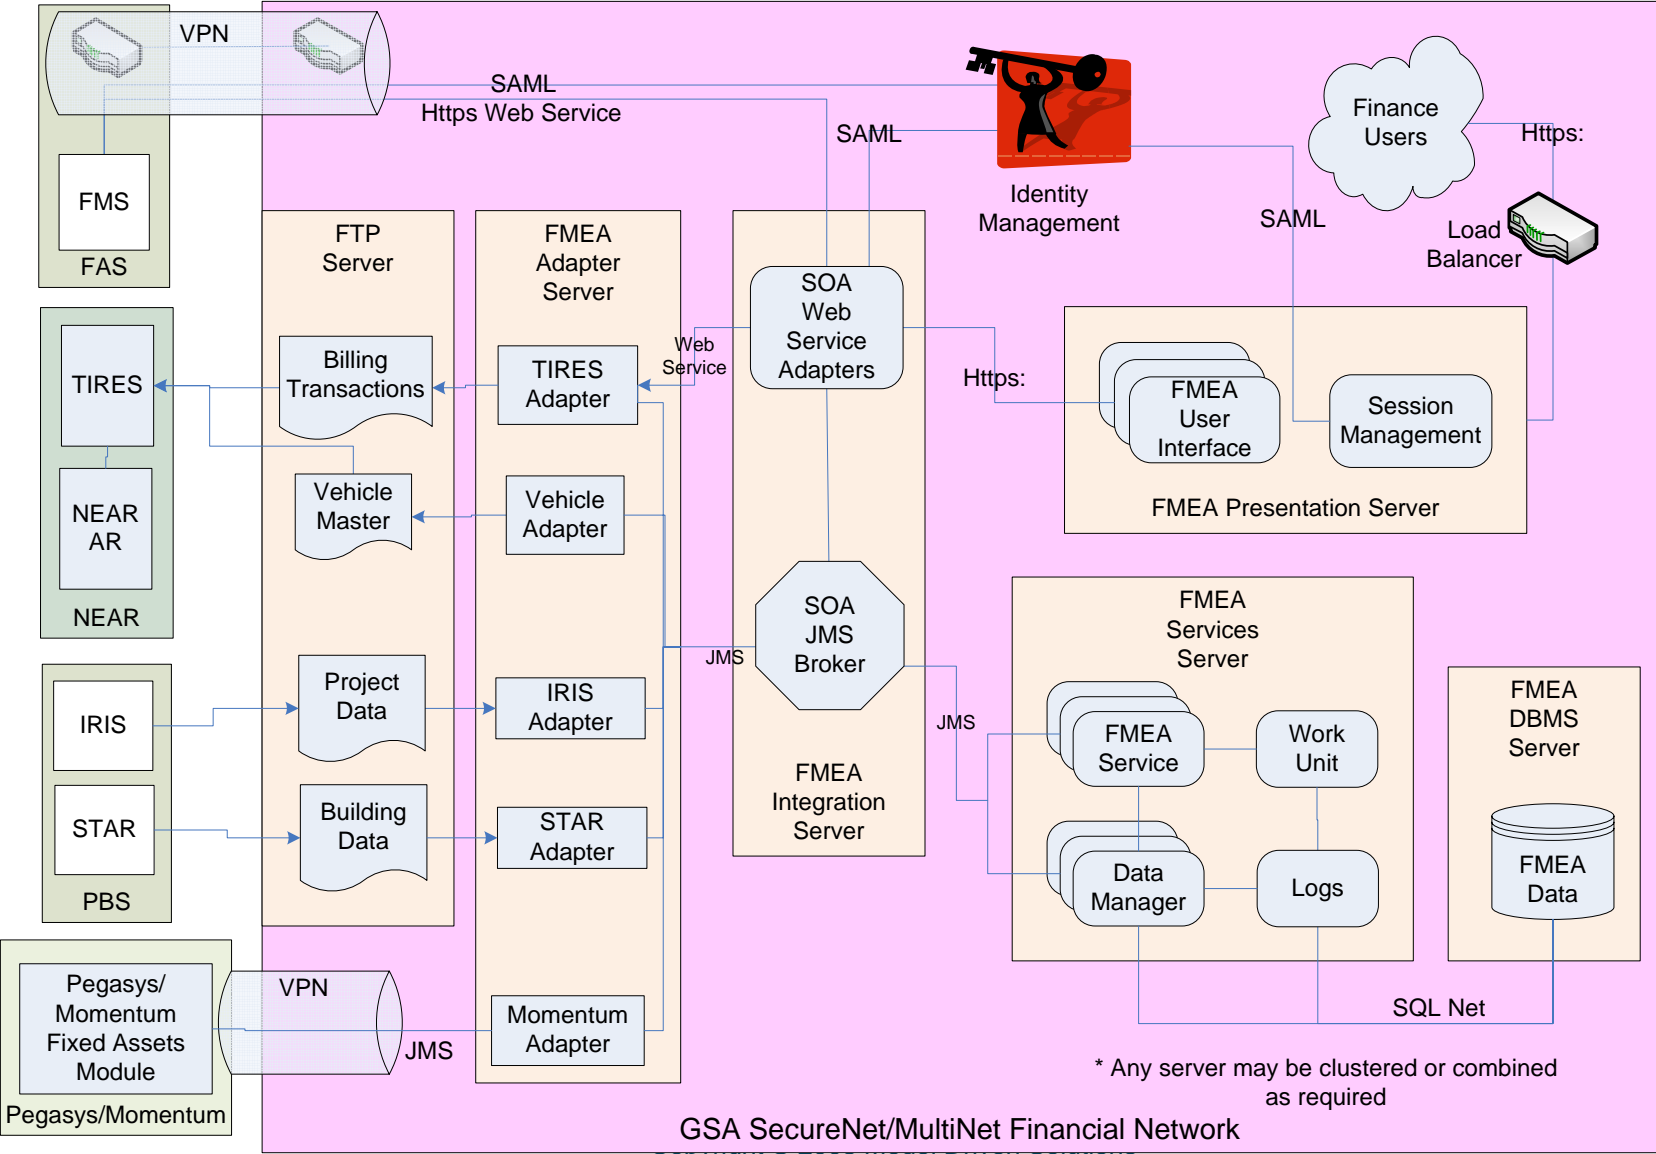 VPN
SAML
Https Web Service
SAML
Identity
Management
Finance
Users
Https:
SAML
Load
Balancer
FMS
FAS
FTP
Server
FMEA
Adapter
Server
SOA
Web
Service
Adapters
TIRES
Billing
Transactions
TIRES
Adapter
Web
Service
Https:
FMEA
User
Interface
Session
Management
FMEA Presentation Server
NEAR
AR
NEAR
Vehicle
Master
Vehicle
Adapter
SOA
JMS
Broker
JMS
JMS
FMEA
Services
Server
IRIS
Project
Data
IRIS
Adapter
FMEA
Service
Work
Unit
FMEA
DBMS
Server
STAR
PBS
Building
Data
STAR
Adapter
FMEA
Integration
Server
Data
Manager
Logs
FMEA
Data
Pegasys/
Momentum
Fixed Assets
Module
Pegasys/Momentum
VPN
JMS
Momentum
Adapter
SQL Net
* Any server may be clustered or combined
as required
GSA SecureNet/MultiNet Financial Network